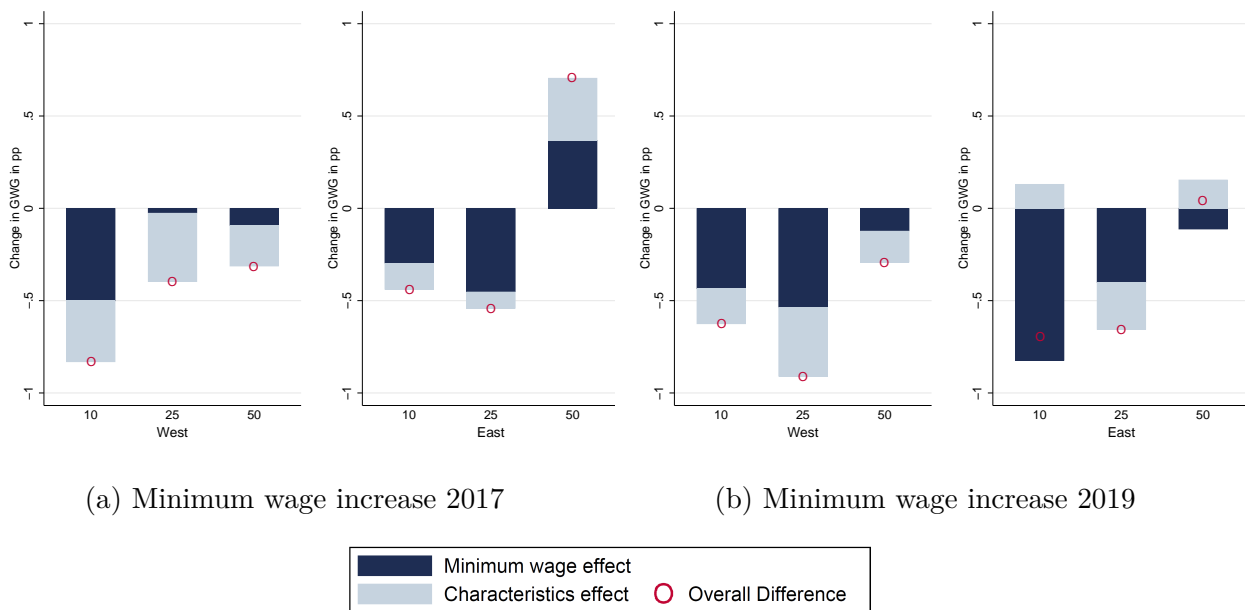 Change in GWG in pp
1
.5
0
-.5
-1
10 25 50
West
Change in GWG in pp
1
.5
0
-.5
-1
10 25 50
East
Change in GWG in pp
1
.5
0
-.5
-1
10 25 50
West
Change in GWG in pp
1
.5
0
-.5
-1
10 25 50
East
(a) Minimum wage increase 2017
(b) Minimum wage increase 2019
Minimum wage effect
Characteristics effect Overall Difference